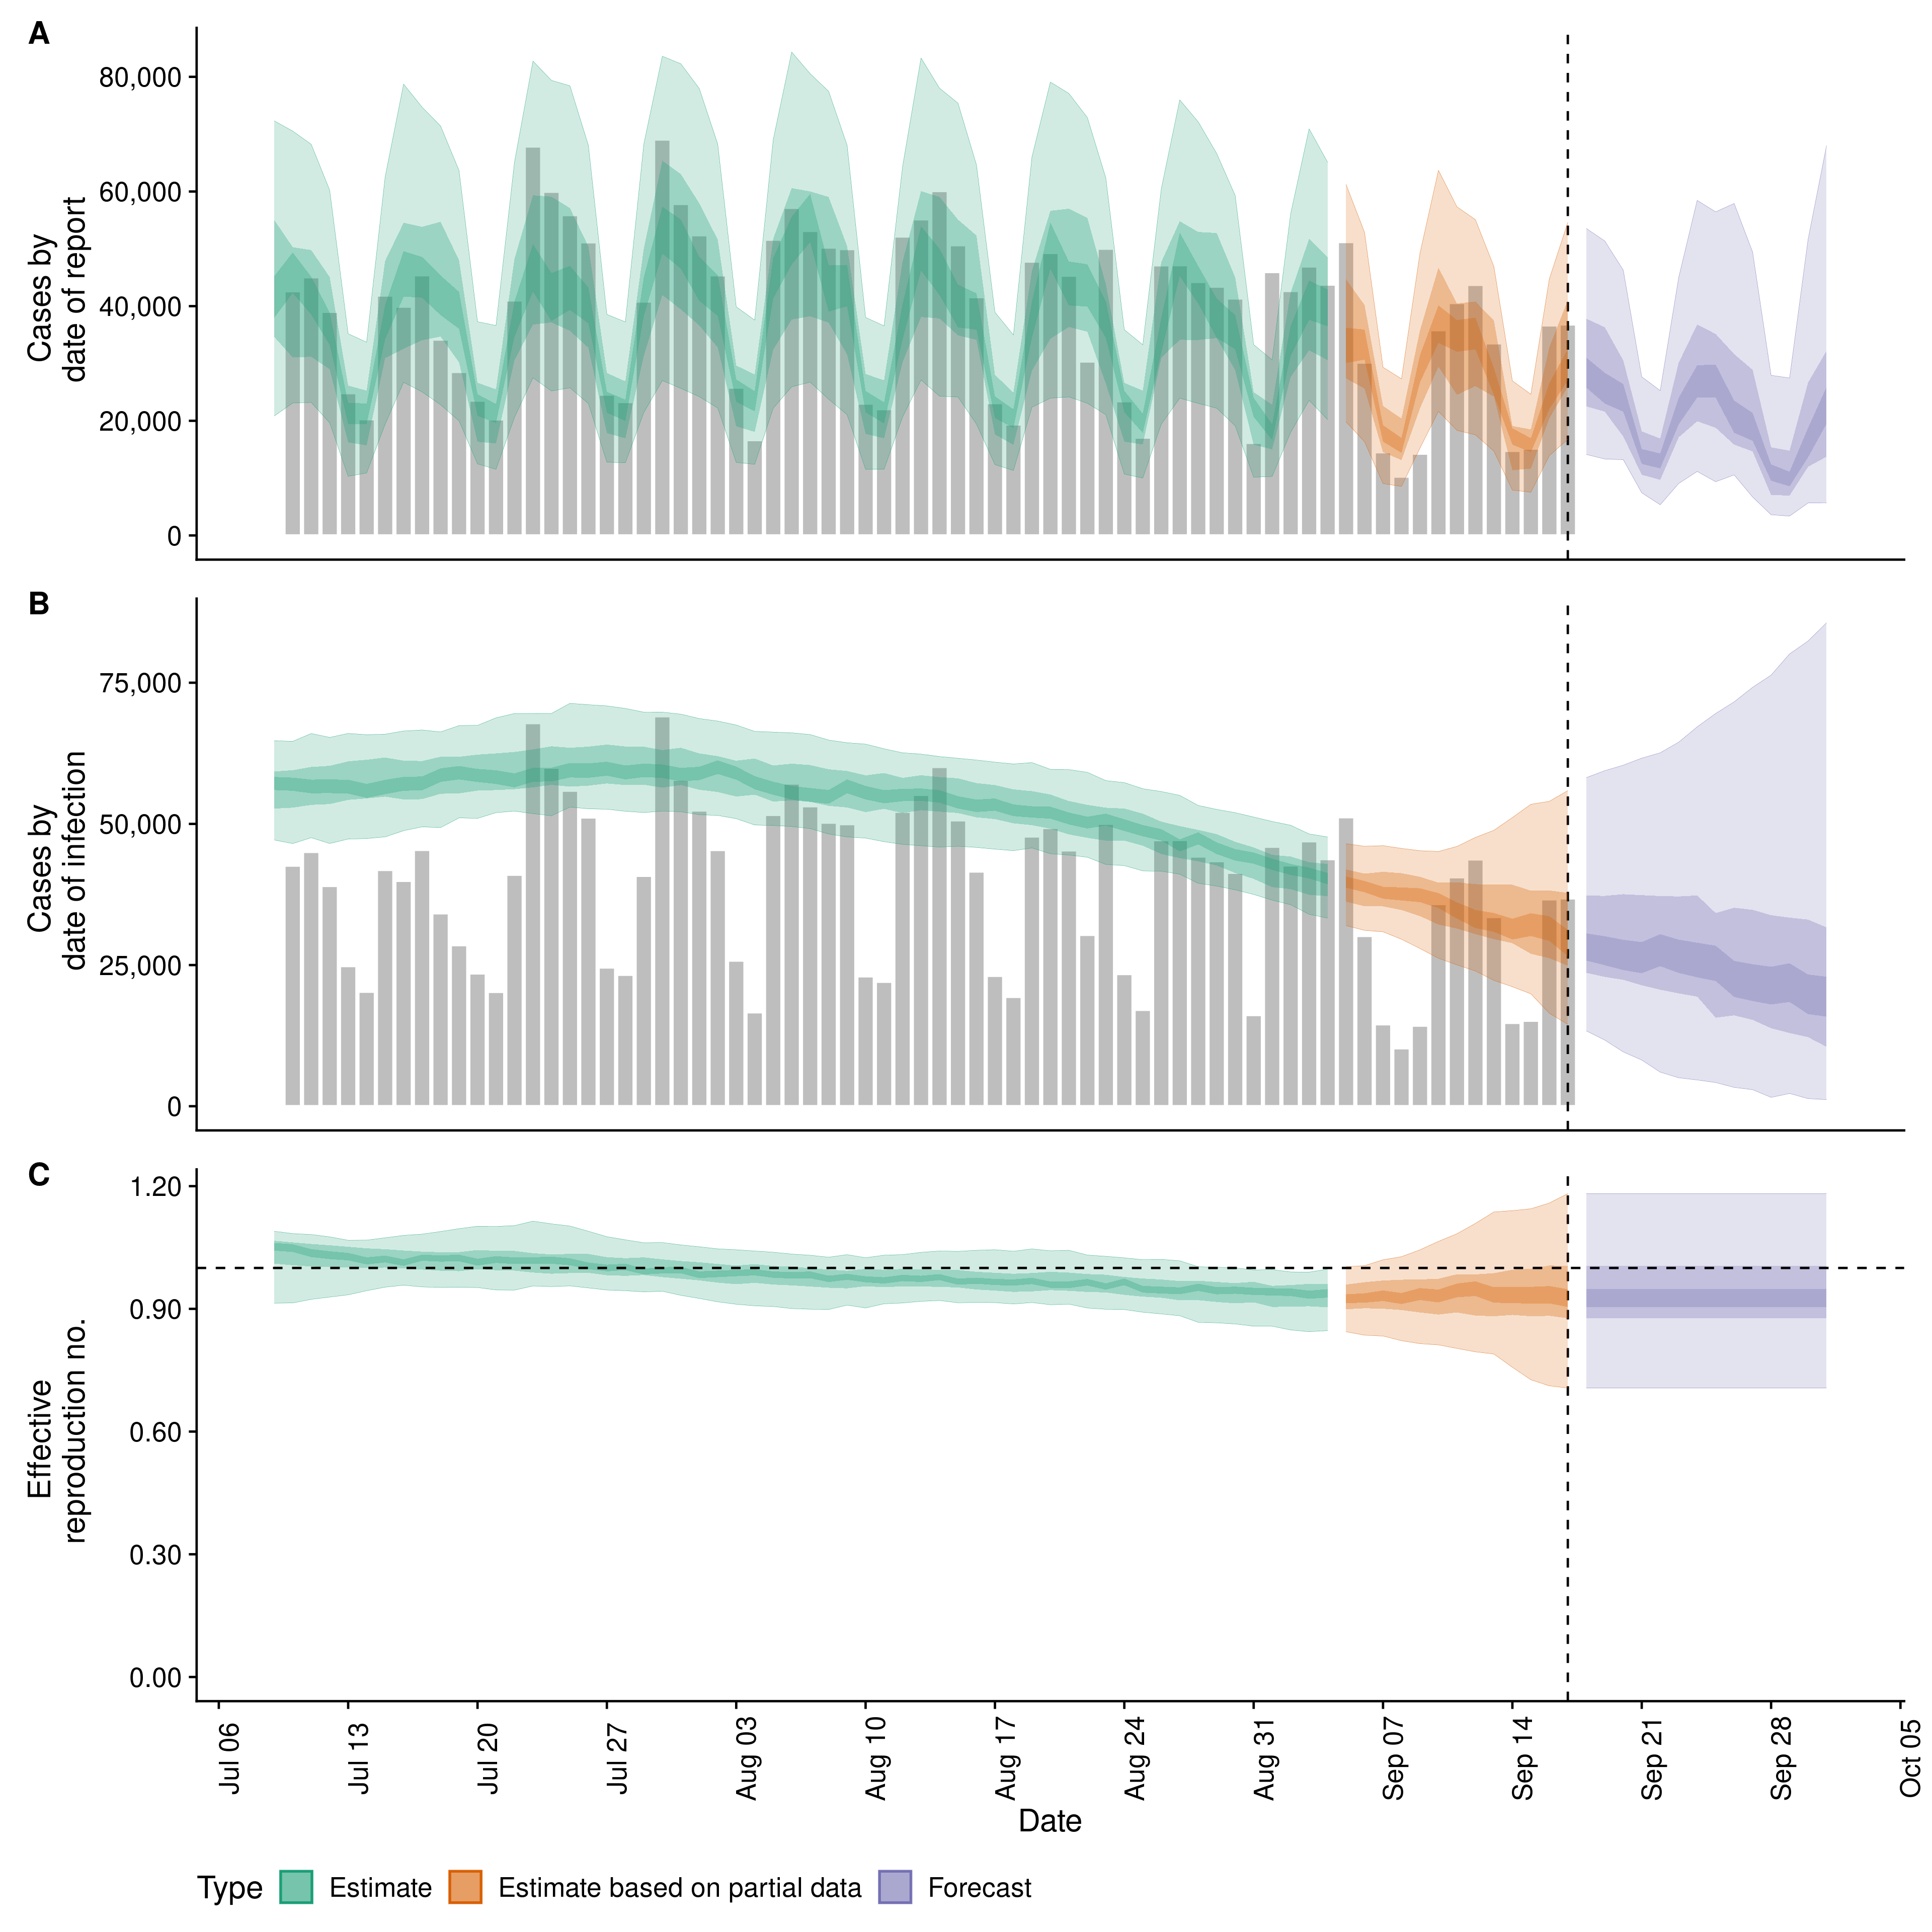 A
Cases by
date of report
80,000
60,000
40,000
20,000
0
B
Cases by
date of infection
75,000
50,000
25,000
0
C
Effective
reproduction no.
1.20
0.90
0.60
0.30
0.00
Jul 06
Jul 13
Jul 20
Jul 27
Aug 03
Aug 10
Aug 17
Aug 24
Aug 31
Sep 07
Sep 14
Sep 21
Sep 28
Oct 05
Date
Type Estimate Estimate based on partial data Forecast